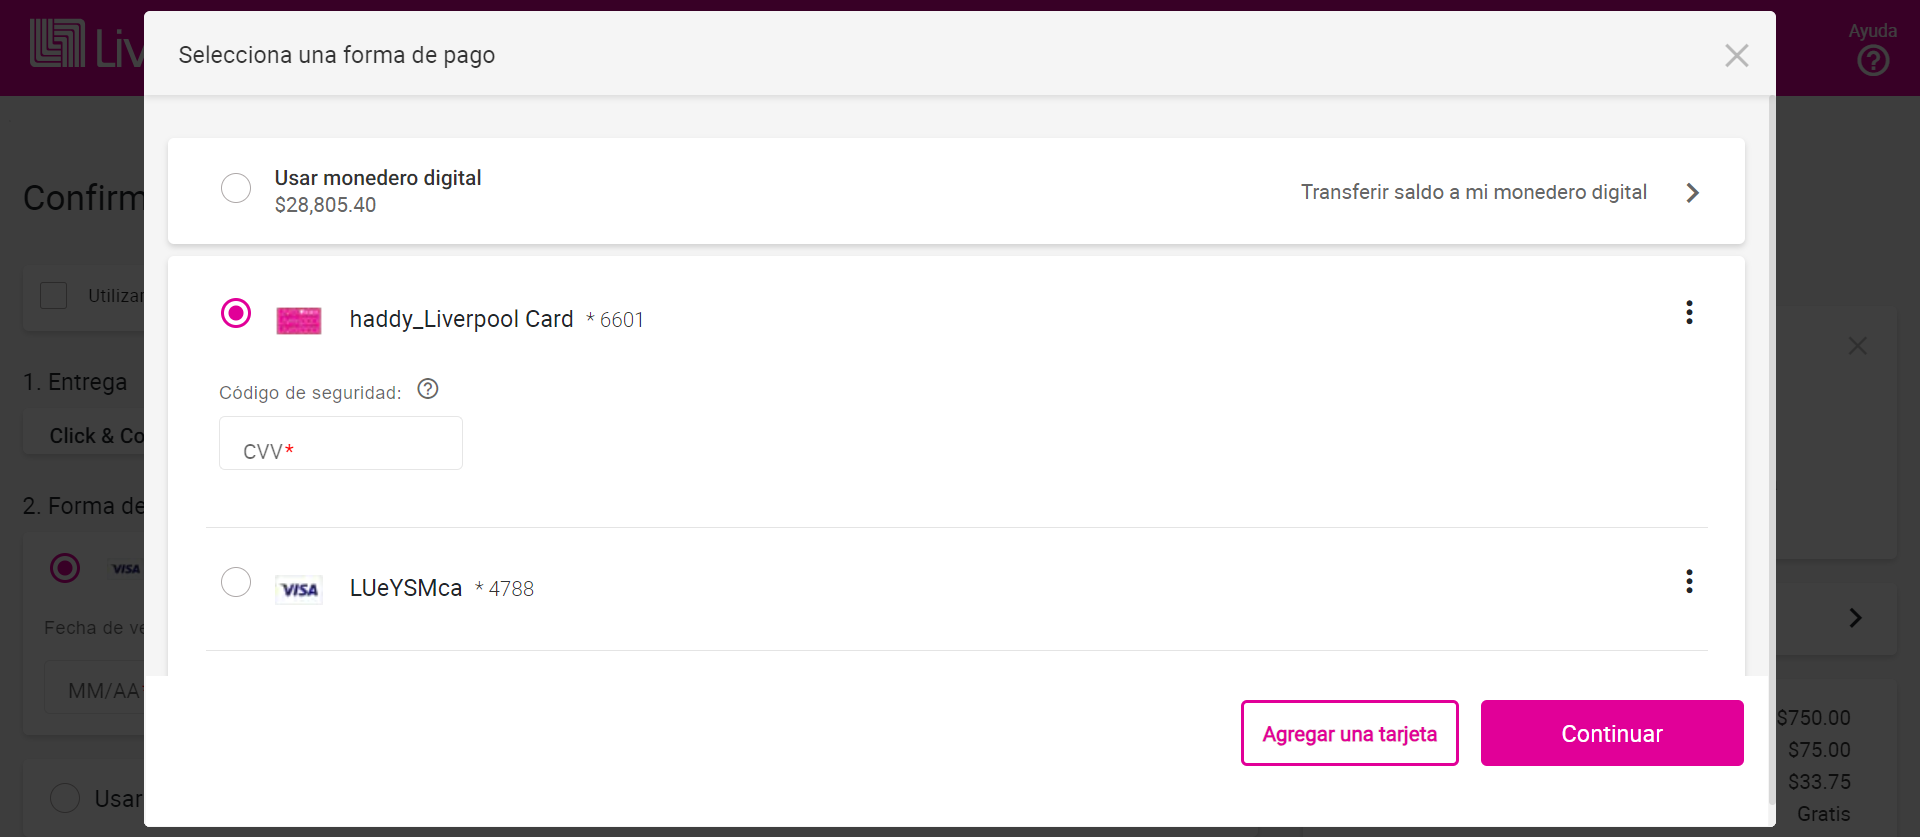 Selecciona una forma de pago
Ayuda
Usar monedero digital
$28,805.40
Transferir saldo a mi monedero digital
haddy_Liverpool Card * 6601
Código de seguridad:
CVV*
VISA LUeYSMca * 4788
Agregar una tarjeta
Continuar
Liv
Confirm
Utilizar
1. Entrega
Click & Co
2. Forma de
VISA
Fecha de ve
MM/AA
Usar
$750.00
$75.00
$33.75
Gratis